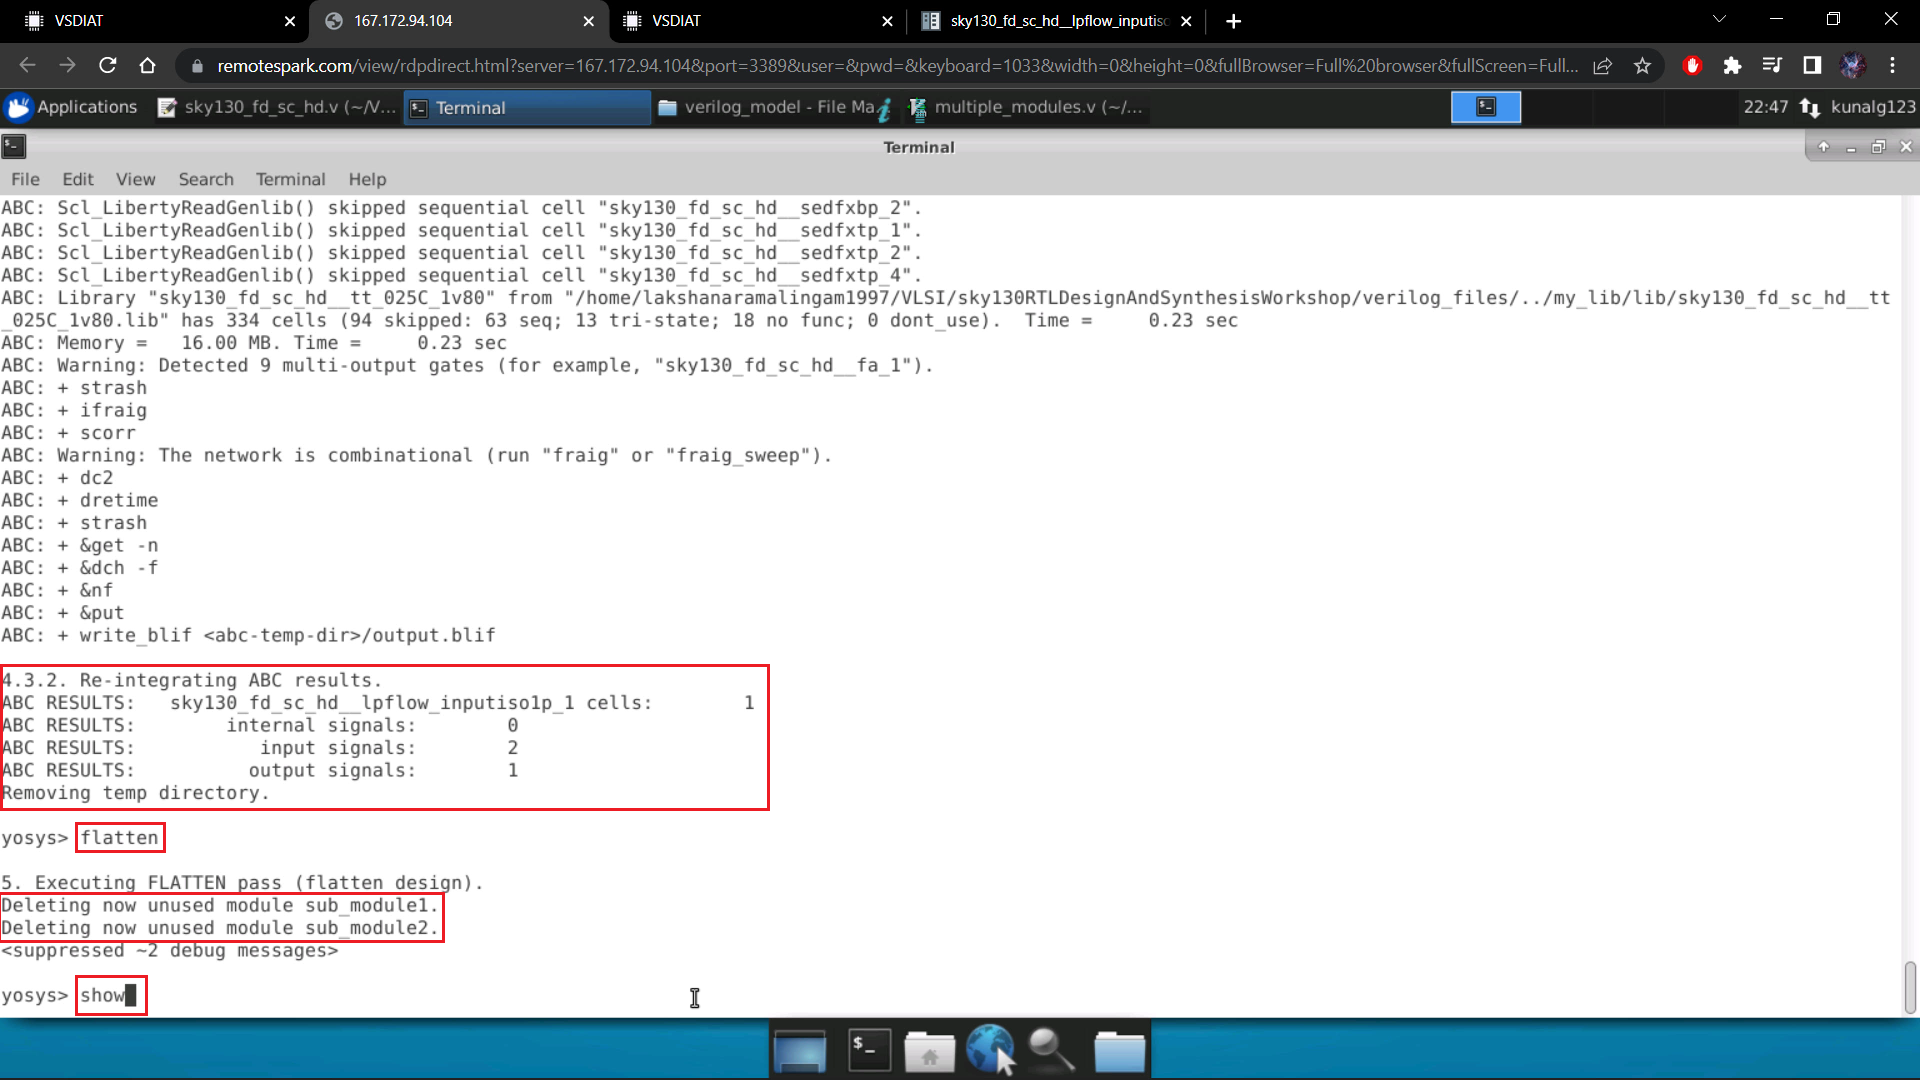 VSDIAT
167.172.94.104
VSDIAT
sky130_fd_sc_hd__lpflow_inputiso
remotespark.com/view/rdpdirect.html?server=167.172.94.104&port=3389&user=&pwd=&keyboard=1033&width=0&height=0&fullBrowser=Full%20browser&fullScreen=Full...
Applications
sky130_fd_sc_hd.v (~/V...
Terminal
verilog_model - File Ma
multiple_modules.v (~/...
22:47
kunalg123
Terminal
File Edit View Search Terminal Help
ABC: Scl_LibertyReadGenlib() skipped sequential cell "sky130_fd_sc_hd__sedfxbp_2".
ABC: Scl_LibertyReadGenlib() skipped sequential cell "sky130_fd_sc_hd__sedfxtp_1".
ABC: Scl_LibertyReadGenlib() skipped sequential cell "sky130_fd_sc_hd__sedfxtp_2".
ABC: Scl_LibertyReadGenlib() skipped sequential cell "sky130_fd_sc_hd__sedfxtp_4".
ABC: Library "sky130_fd_sc_hd__tt_025C_1v80" from "/home/lakshanaramalingam1997/VLSI/sky130RTLDesignAndSynthesisWorkshop/verilog_files/../my_lib/lib/sky130_fd_sc_hd__tt
_025C_1v80.lib" has 334 cells (94 skipped: 63 seq; 13 tri-state; 18 no func; 0 dont_use).  Time =     0.23 sec
ABC: Memory =   16.00 MB. Time =     0.23 sec
ABC: Warning: Detected 9 multi-output gates (for example, "sky130_fd_sc_hd__fa_1").
ABC: + strash
ABC: + ifraig
ABC: + scorr
ABC: Warning: The network is combinational (run "fraig" or "fraig_sweep").
ABC: + dc2
ABC: + dretime
ABC: + strash
ABC: + &get -n
ABC: + &dch -f
ABC: + &nf
ABC: + &put
ABC: + write_blif <abc-temp-dir>/output.blif
4.3.2. Re-integrating ABC results.
ABC RESULTS:   sky130_fd_sc_hd__lpflow_inputiso1p_1 cells:        1
ABC RESULTS:        internal signals:        0
ABC RESULTS:           input signals:        2
ABC RESULTS:          output signals:        1
Removing temp directory.
yosys> flatten
5. Executing FLATTEN pass (flatten design).
Deleting now unused module sub_module1.
Deleting now unused module sub_module2.
<suppressed ~2 debug messages>
yosys> show